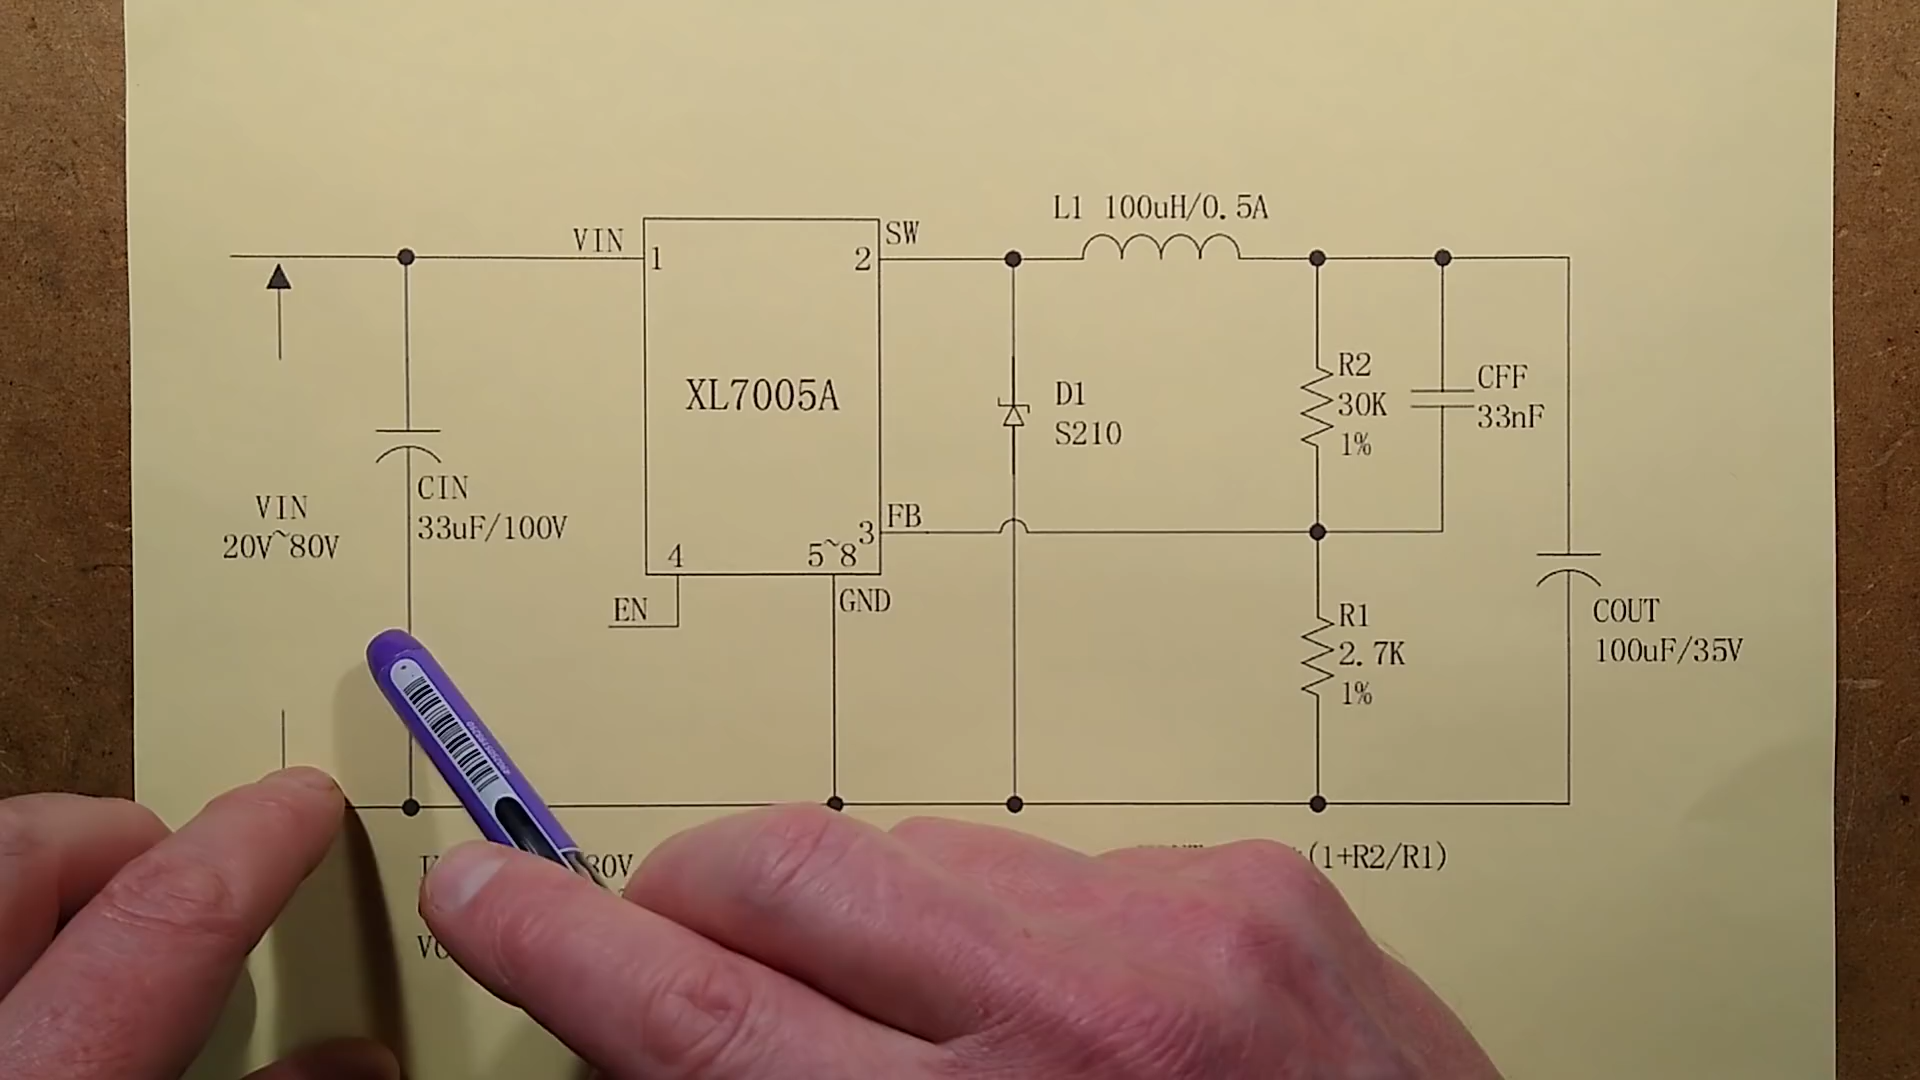 L1 100uH/0.5A
VIN
1
2
SW
XL7005A
D1
S210
R2
30K
1%
CFF
33nF
VIN
20V~80V
CIN
33uF/100V
4
5~8
3
FB
EN
GND
R1
2.7K
1%
COUT
100uF/35V
80V
(1+R2/R1)